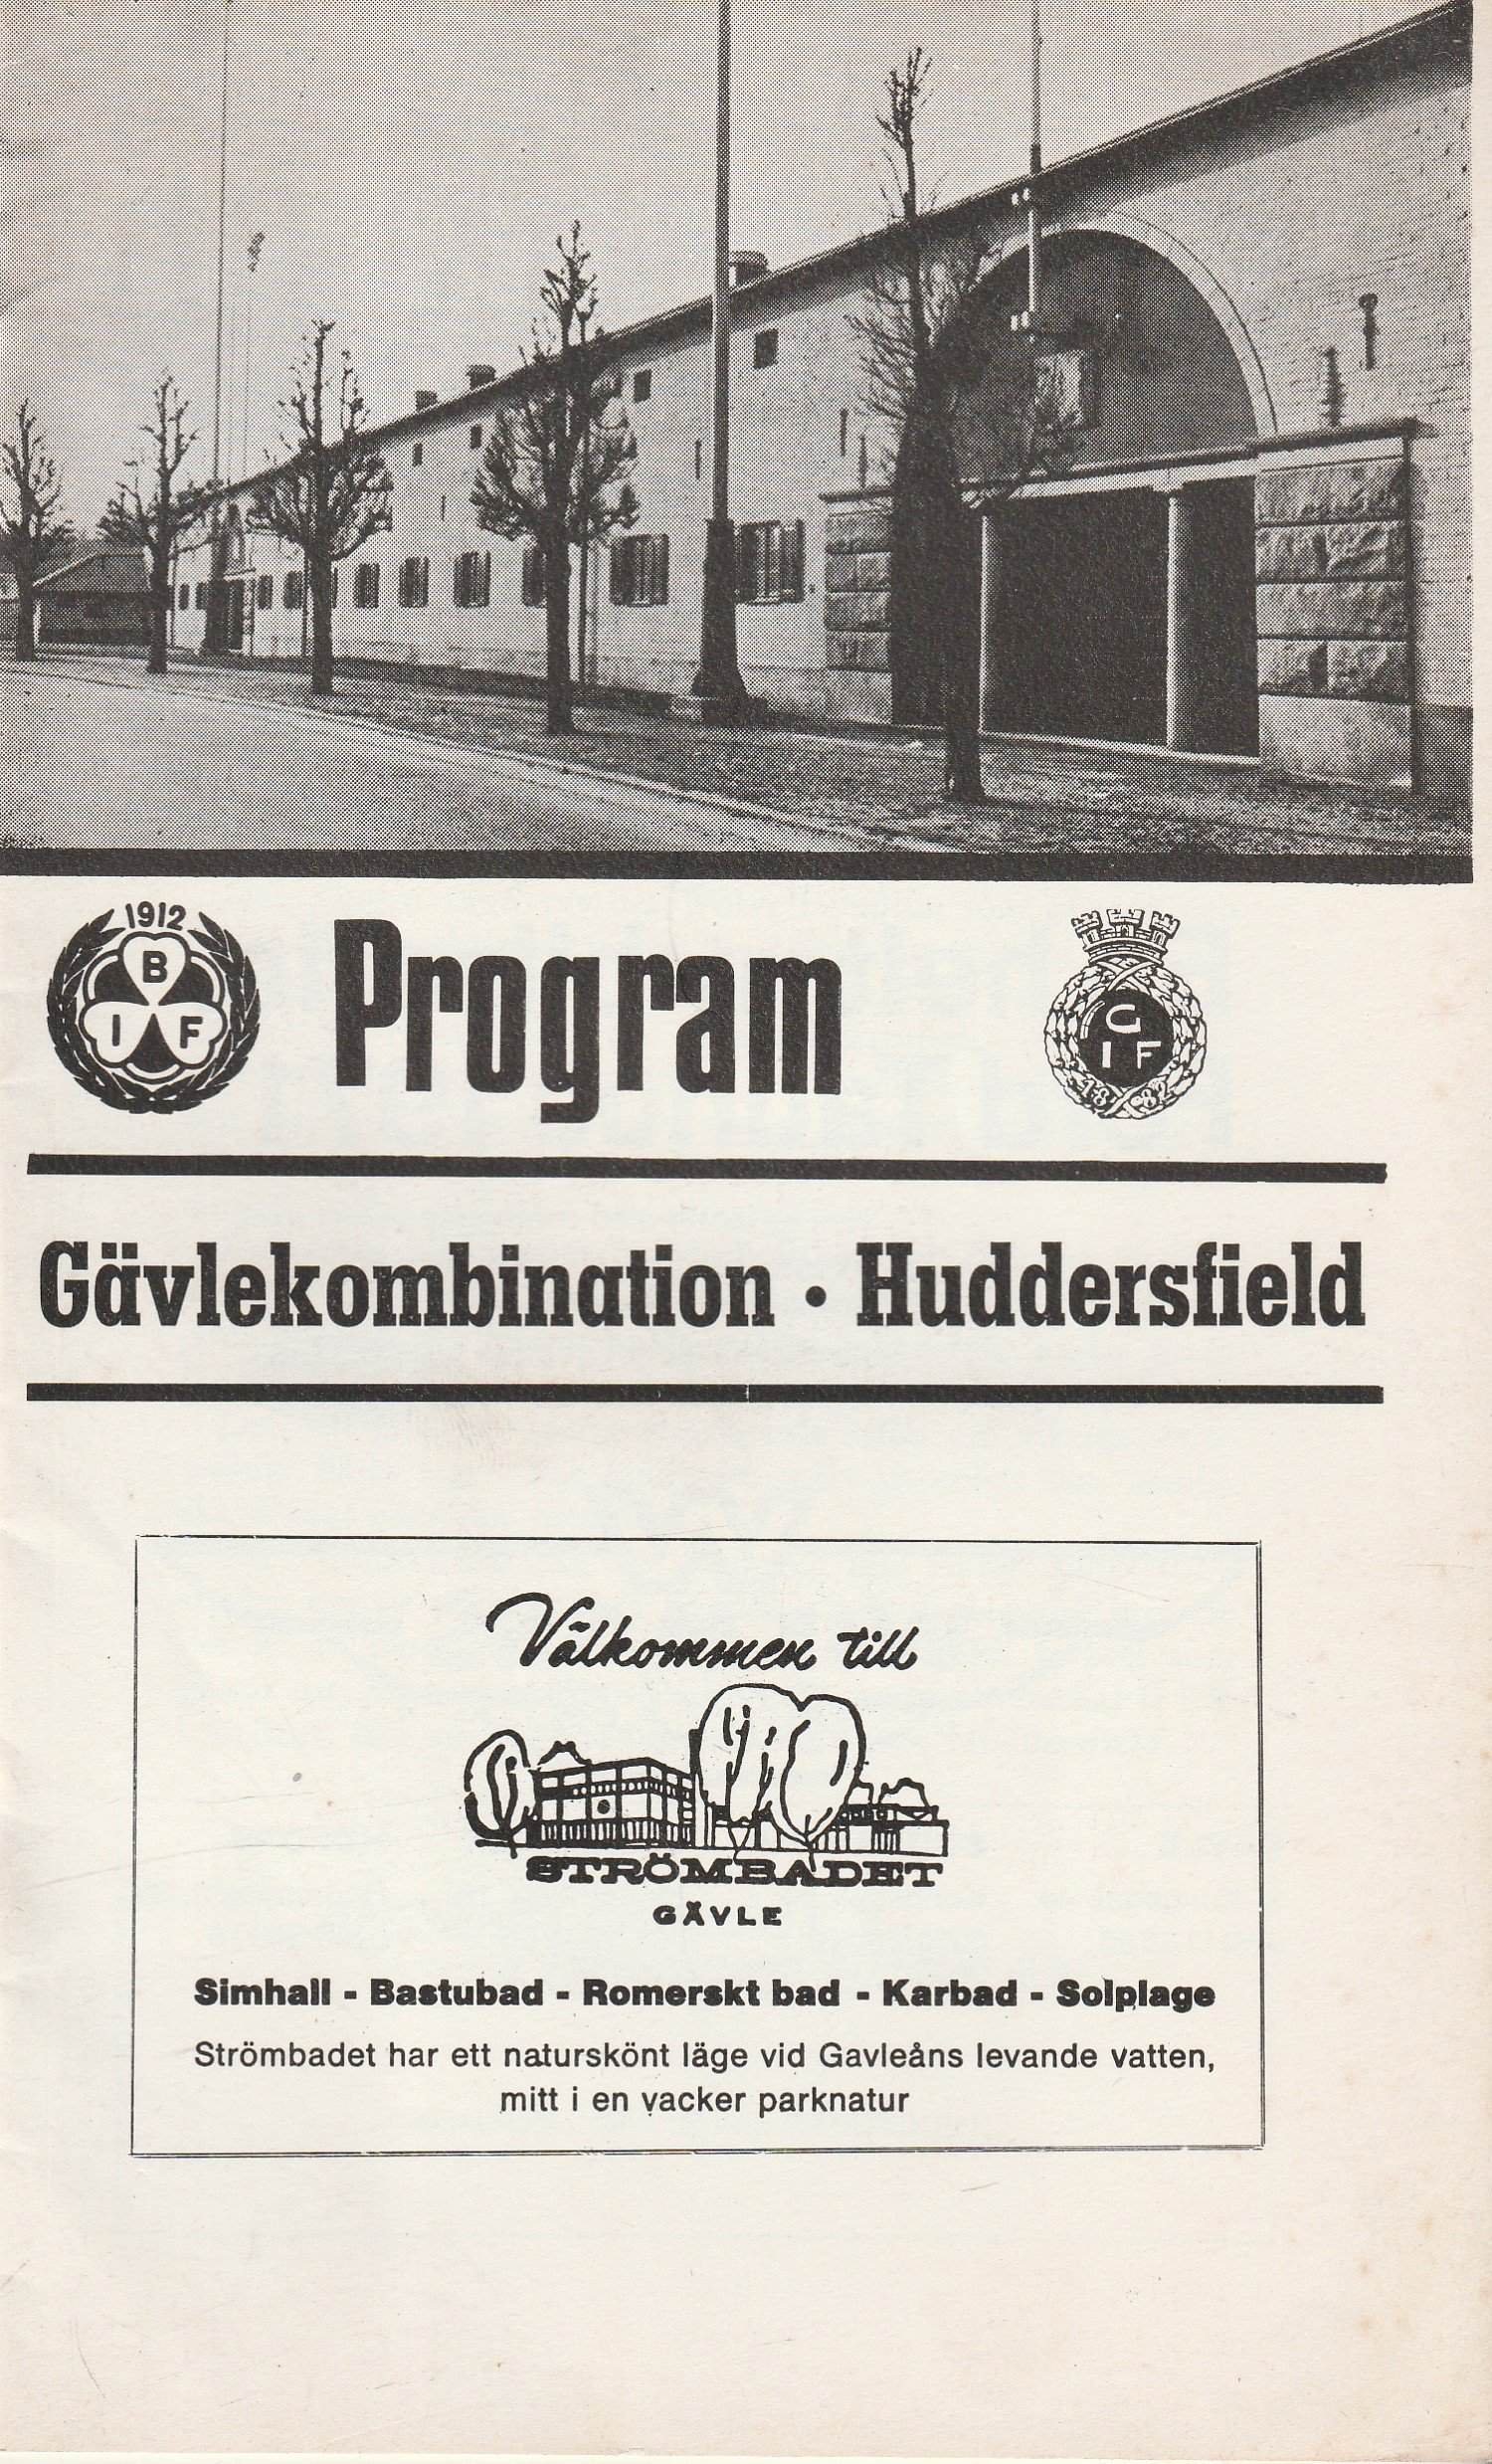 1912
B
I F
Program
G
I F
1882
Gävlekombination • Huddersfield
Välkommen till
STRÖMBADET
GÄVLE
Simhall - Bastubad - Romerskt bad - Karbad - Solplage
Strömbadet har ett naturskönt läge vid Gavleåns levande vatten,
mitt i en vacker parknatur